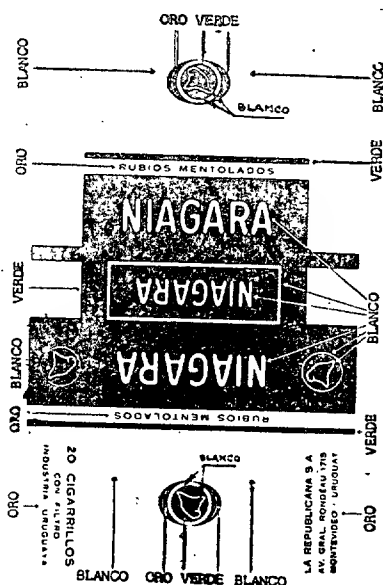 ORO VERDE
BLANCO
BLANCO
BLANCO
ORO
VERDE
RUBIOS MENTOLADOS
NIAGARA
VERDE
NIAGARA
BLANCO
BLANCO
BLANCO
NIAGARA
ORO
RUBIOS MENTOLADOS
VERDE
20 CIGARRILLOS
CON FILTRO
INDUSTRIA URUGUAYA
BLANCO
LA REPUBLICANA S A
AV. GRAL. RONDEAU 1715
MONTEVIDEO - URUGUAY
ORO
ORO
BLANCO ORO VERDE BLANCO